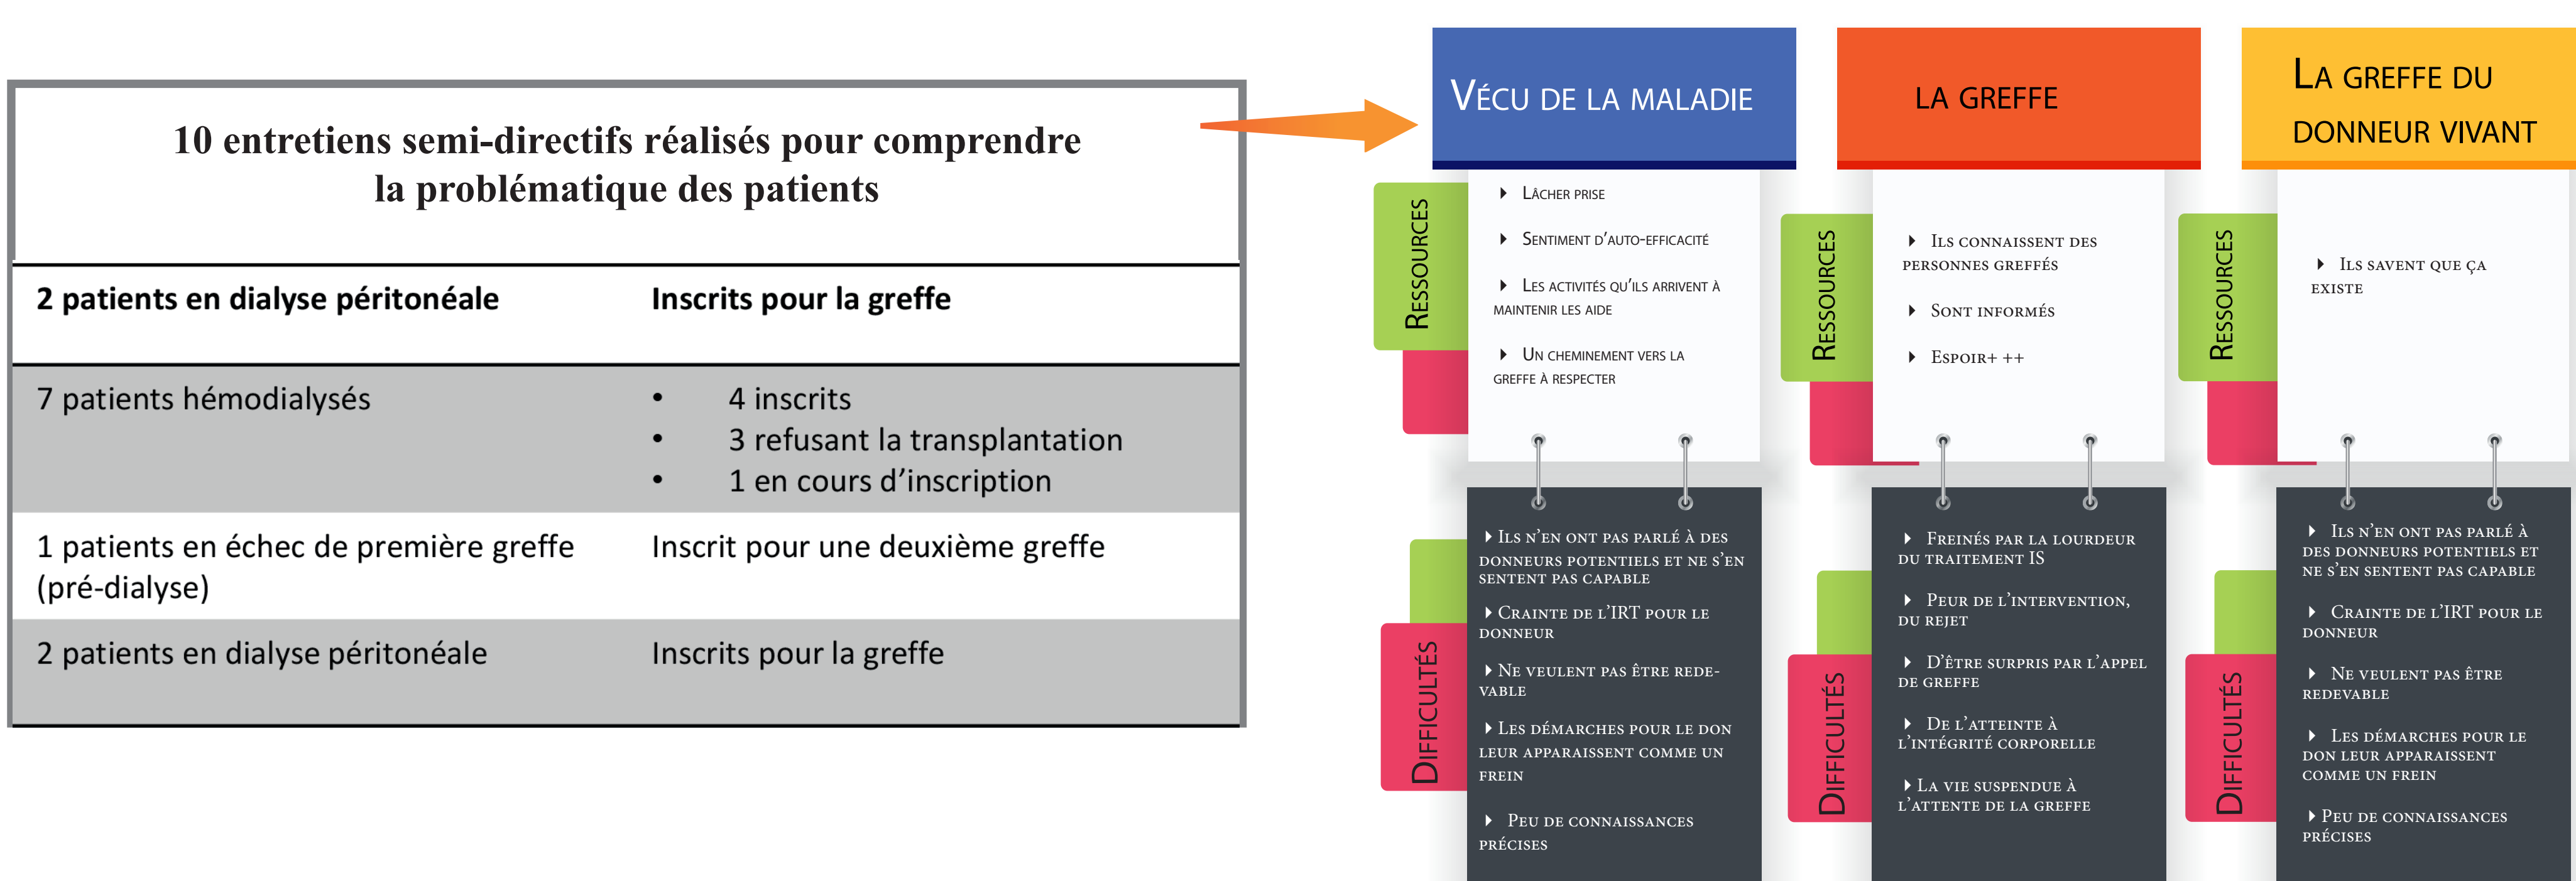 10 entretiens semi-directifs réalisés pour comprendre
la problématique des patients
2 patients en dialyse péritonéale Inscrits pour la greffe
7 patients hémodialysés
• 4 inscrits
• 3 refusant la transplantation
• 1 en cours d’inscription
1 patients en échec de première greffe
(pré-dialyse)
Inscrit pour une deuxième greffe
2 patients en dialyse péritonéale Inscrits pour la greffe
Vécu de la maladie
Ressources
Lâcher prise
Sentiment d’auto-efficacité
Les activités qu’ils arrivent à
maintenir les aide
Un cheminement vers la
greffe à respecter
Difficultés
Ils n’en ont pas parlé à des
donneurs potentiels et ne s’en
sentent pas capable
Crainte de l’IRT pour le
donneur
Ne veulent pas être rede-
vable
Les démarches pour le don
leur apparaissent comme un
frein
Peu de connaissances
précises
la greffe
Ressources
Ils connaissent des
personnes greffés
Sont informés
Espoir+ ++
Difficultés
Freinés par la lourdeur
du traitement IS
Peur de l’intervention,
du rejet
D’être surpris par l’appel
de greffe
De l’atteinte à
l’intégrité corporelle
La vie suspendue à
l’attente de la greffe
La greffe du
donneur vivant
Ressources
Ils savent que ça
existe
Difficultés
Ils n’en ont pas parlé à
des donneurs potentiels et
ne s’en sentent pas capable
Crainte de l’IRT pour le
donneur
Ne veulent pas être
redevable
Les démarches pour le
don leur apparaissent
comme un frein
Peu de connaissances
précises